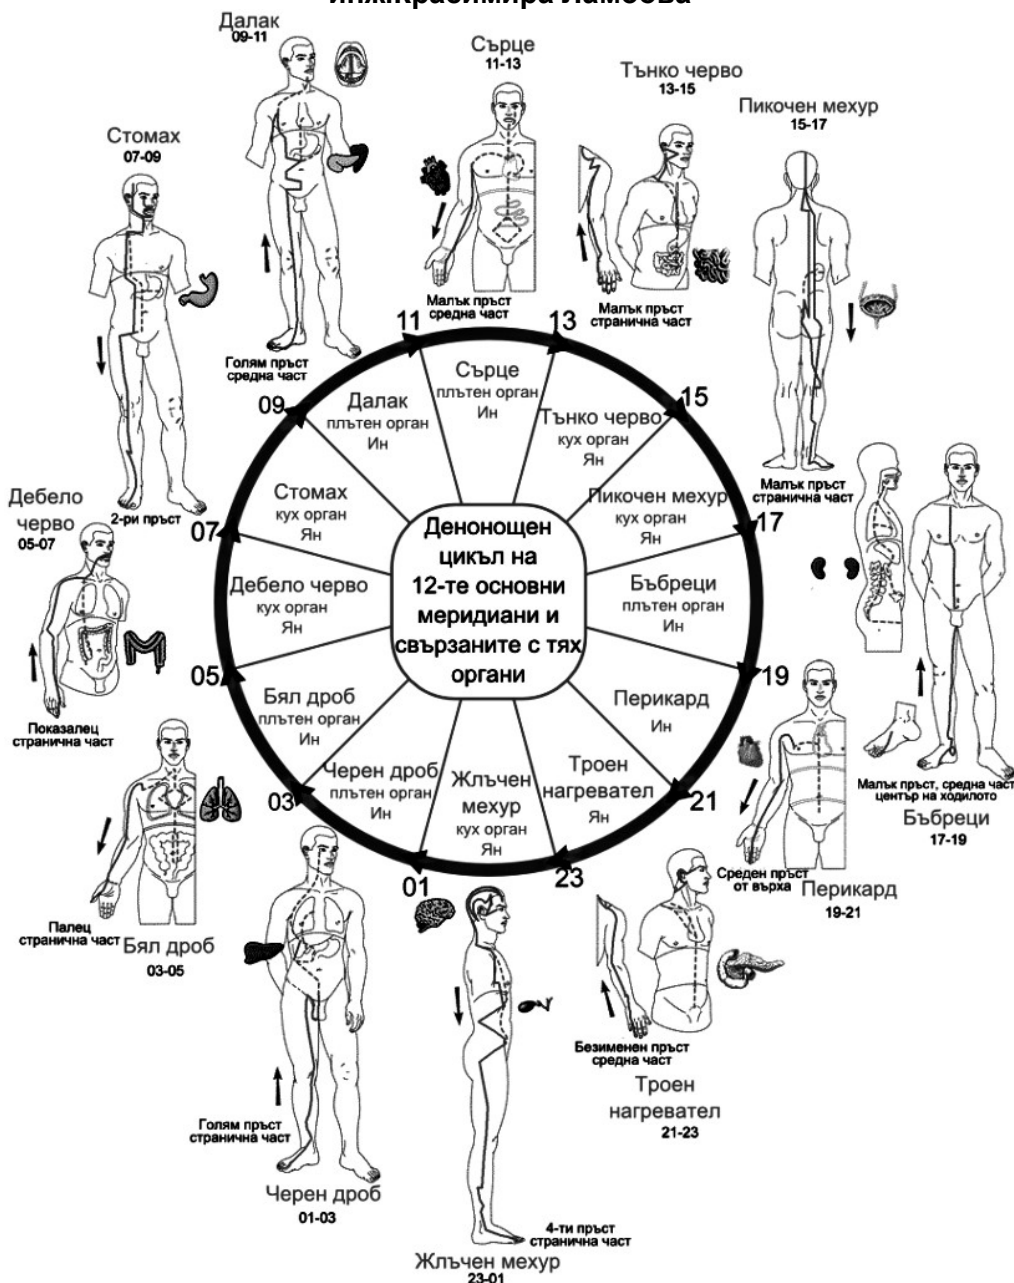 Далак
09-11
Сърце
11-13
Тънко черво
13-15
Пикочен мехур
15-17
Стомах
07-09
Малък пръст
средна част
Малък пръст
странична част
Голям пръст
средна част
Малък пръст
странична част
2-ри пръст
Дебело
черво
05-07
Показалец
странична част
11
13
15
17
19
21
23
01
03
05
07
09
Сърце
плътен орган
Ин
Тънко черво
кух орган
Ян
Пикочен мехур
кух орган
Ян
Бъбреци
плътен орган
Ин
Перикард
Ин
Троен
нагревател
Ян
Жлъчен
мехур
кух орган
Ян
Черен дроб
плътен орган
Ин
Бял дроб
плътен орган
Ин
Дебело черво
кух орган
Ян
Стомах
кух орган
Ян
Далак
плътен орган
Ин
Денонощен
цикъл на
12-те основни
меридиани и
свързаните с тях
органи
Малък пръст, средна част
център на ходилото
Бъбреци
17-19
Среден пръст
от върха
Перикард
19-21
Палец
странична част
Бял дроб
03-05
Безименен пръст
средна част
Троен
нагревател
21-23
Голям пръст
странична част
Черен дроб
01-03
4-ти пръст
странична част
Жлъчен мехур
23-01